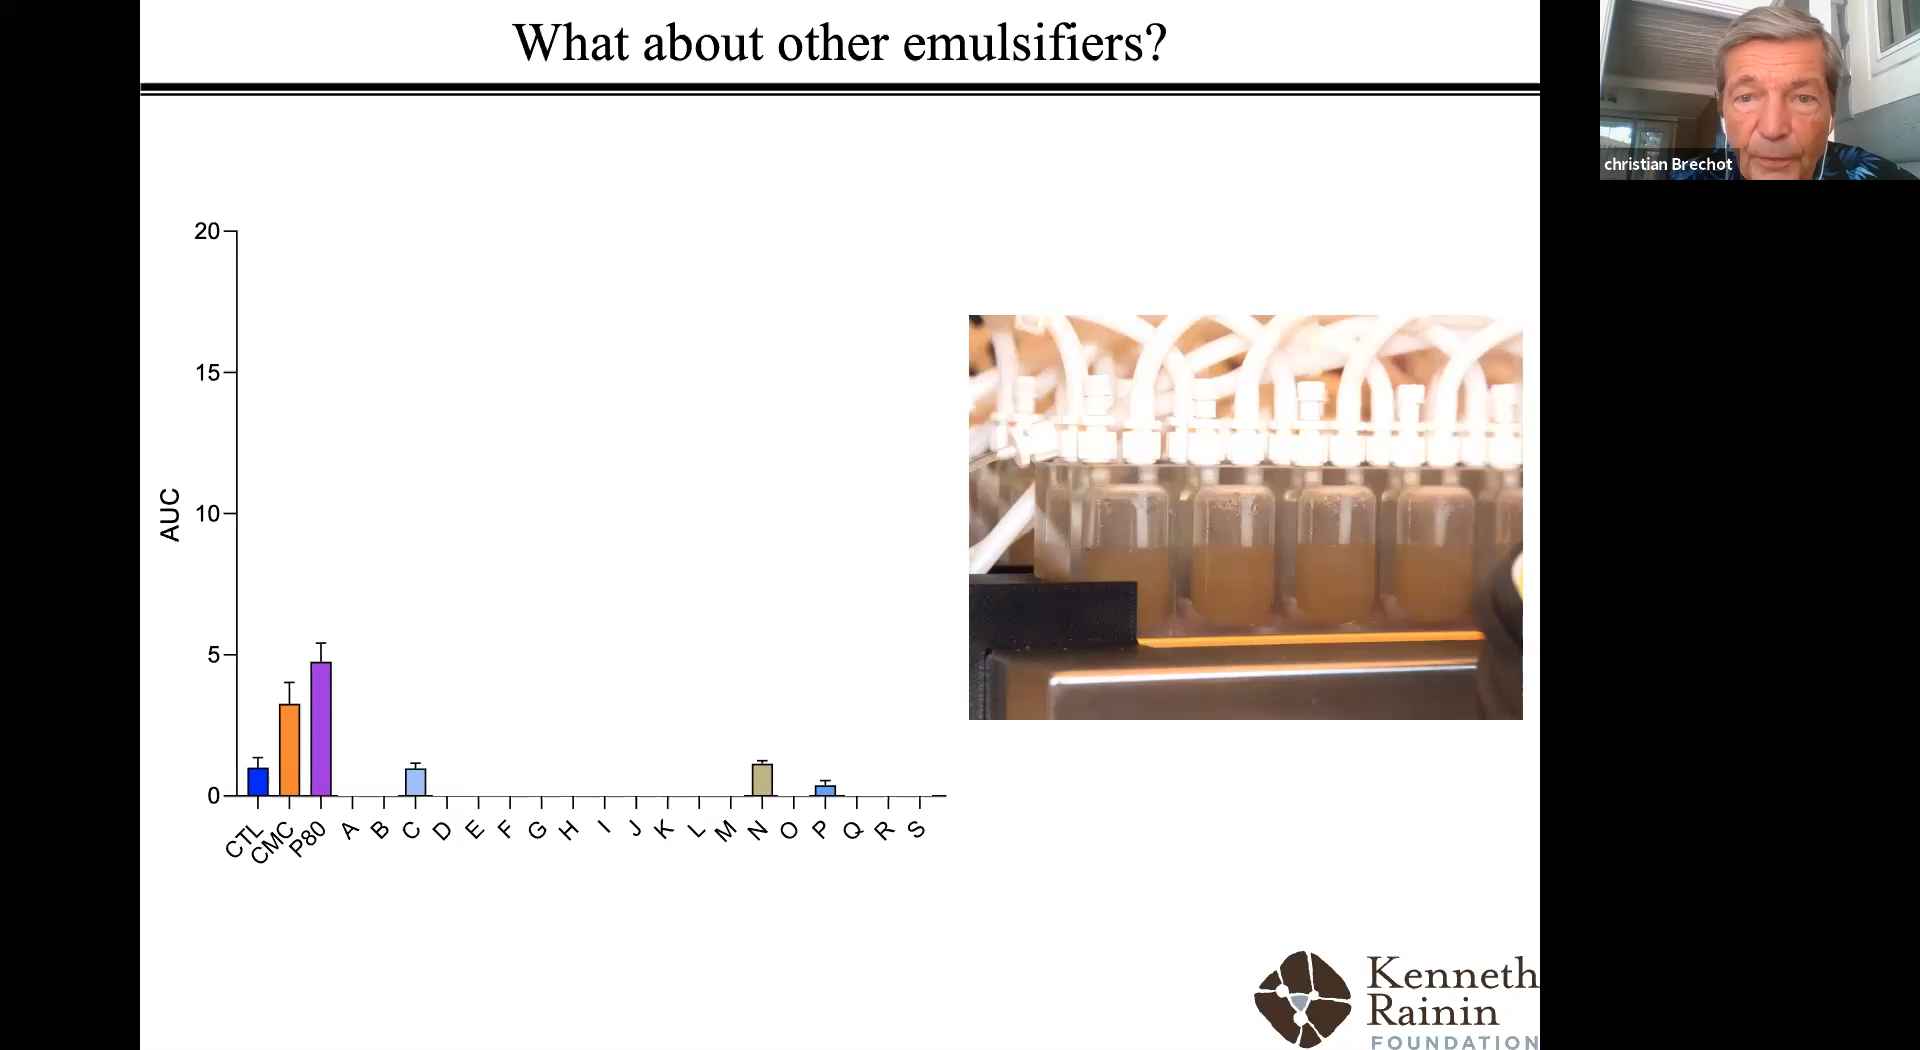 What about other emulsifiers?
christian Brechot
20
15
10
5
0
AUC
CTL
CMC
P80
A
B
C
D
E
F
G
H
I
J
K
L
M
N
O
P
Q
R
S
Kenneth
Rainin
FOUNDATION